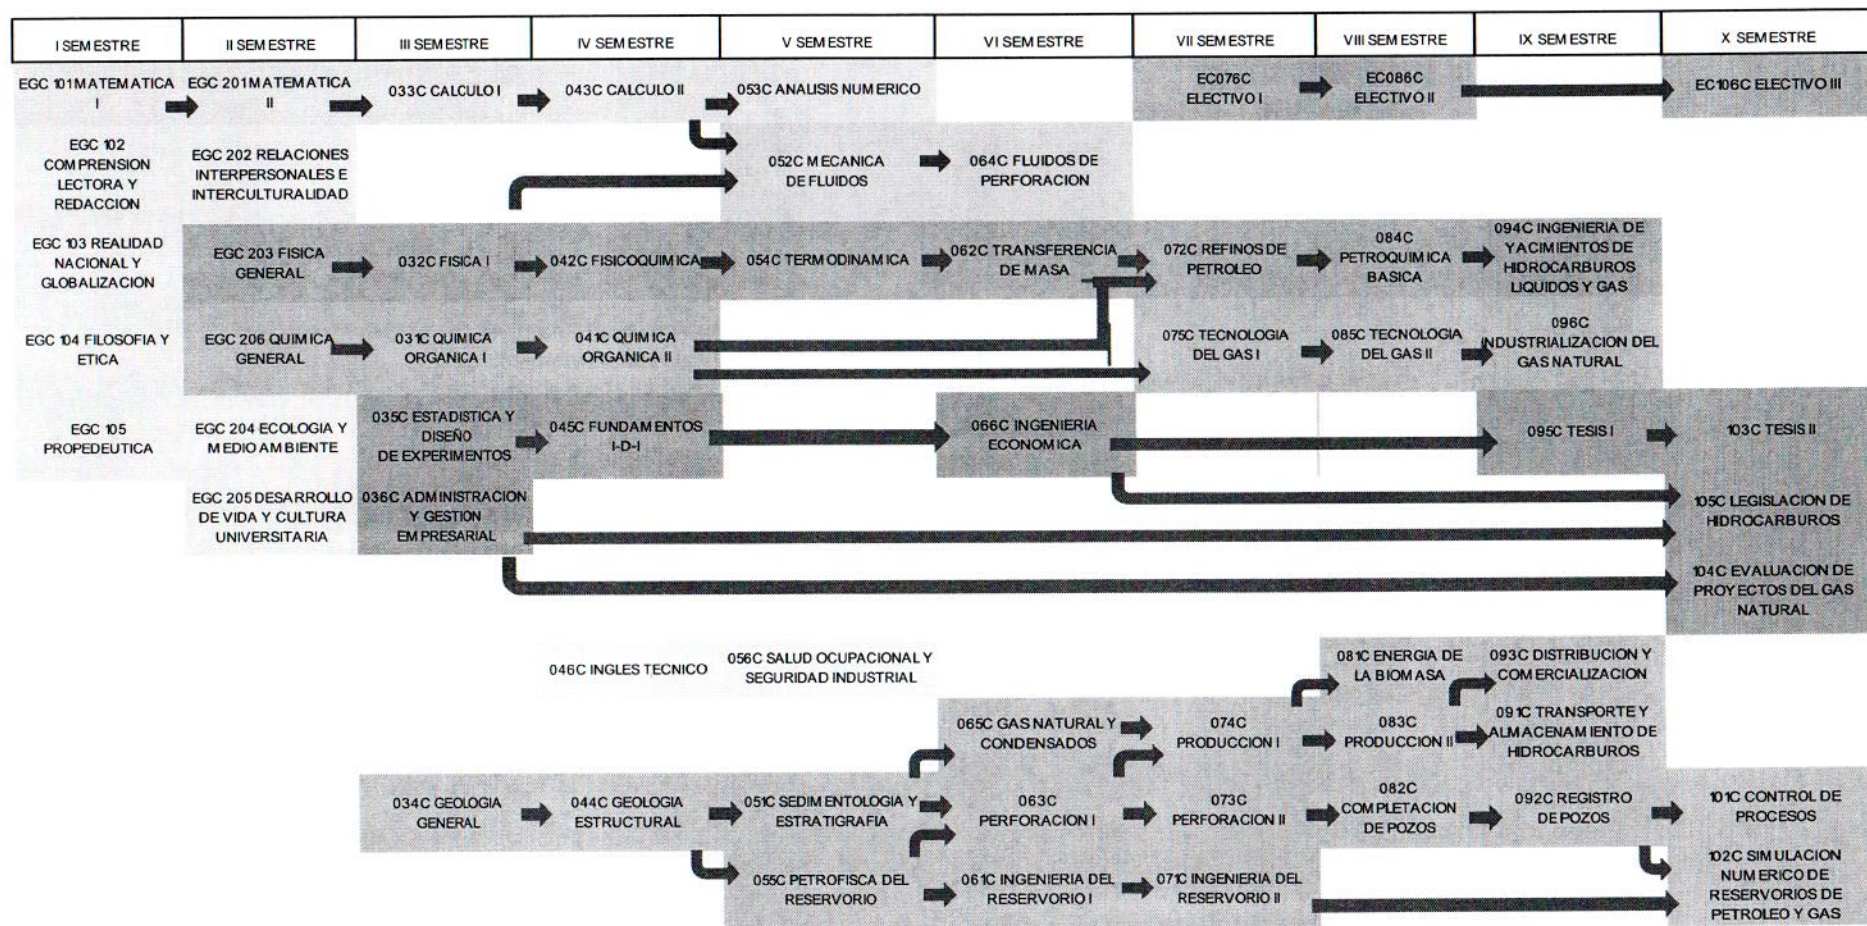 I SEMESTRE
II SEMESTRE
III SEMESTRE
IV SEMESTRE
V SEMESTRE
VI SEMESTRE
VII SEMESTRE
VIII SEMESTRE
IX SEMESTRE
X SEMESTRE
EGC 101 MATEMATICA
I
EGC 201 MATEMATICA
II
033C CALCULO I
043C CALCULO II
053C ANALISIS NUMERICO
EC076C
ELECTIVO I
EC086C
ELECTIVO II
EC106C ELECTIVO III
EGC 102
COMPRENSION
LECTORA Y
REDACCION
EGC 202 RELACIONES
INTERPERSONALES E
INTERCULTURALIDAD
052C MECANICA
DE FLUIDOS
064C FLUIDOS DE
PERFORACION
EGC 103 REALIDAD
NACIONAL Y
GLOBALIZACION
EGC 203 FISICA
GENERAL
032C FISICA I
042C FISICOQUIMICA
054C TERMODINAMICA
062C TRANSFERENCIA
DE MASA
072C REFINOS DE
PETROLEO
084C
PETROQUIMICA
BASICA
094C INGENIERIA DE
YACIMIENTOS DE
HIDROCARBUROS
LIQUIDOS Y GAS
EGC 104 FILOSOFIA Y
ETICA
EGC 206 QUIMICA
GENERAL
031C QUIMICA
ORGANICA I
041C QUIMICA
ORGANICA II
075C TECNOLOGIA
DEL GAS I
085C TECNOLOGIA
DEL GAS II
096C
INDUSTRIALIZACION DEL
GAS NATURAL
EGC 105
PROPEDEUTICA
EGC 204 ECOLOGIA Y
MEDIO AMBIENTE
035C ESTADISTICA Y
DISEÑO
DE EXPERIMENTOS
045C FUNDAMENTOS
I-D-I
066C INGENIERIA
ECONOMICA
095C TESIS I
103C TESIS II
EGC 205 DESARROLLO
DE VIDA Y CULTURA
UNIVERSITARIA
036C ADMINISTRACION
Y GESTION
EMPRESARIAL
105C LEGISLACION DE
HIDROCARBUROS
104C EVALUACION DE
PROYECTOS DEL GAS
NATURAL
046C INGLES TECNICO
056C SALUD OCUPACIONAL Y
SEGURIDAD INDUSTRIAL
081C ENERGIA DE
LA BIOMASA
093C DISTRIBUCION Y
COMERCIALIZACION
065C GAS NATURAL Y
CONDENSADOS
074C
PRODUCCION I
083C
PRODUCCION II
091C TRANSPORTE Y
ALMACENAMIENTO DE
HIDROCARBUROS
034C GEOLOGIA
GENERAL
044C GEOLOGIA
ESTRUCTURAL
051C SEDIMENTOLOGIA Y
ESTRATIGRAFIA
063C
PERFORACION I
073C
PERFORACION II
082C
COMPLETACION
DE POZOS
092C REGISTRO
DE POZOS
101C CONTROL DE
PROCESOS
055C PETROFISCA DEL
RESERVORIO
061C INGENIERIA DEL
RESERVORIO I
071C INGENIERIA DEL
RESERVORIO II
102C SIMULACION
NUMERICO DE
RESERVORIOS DE
PETROLEO Y GAS